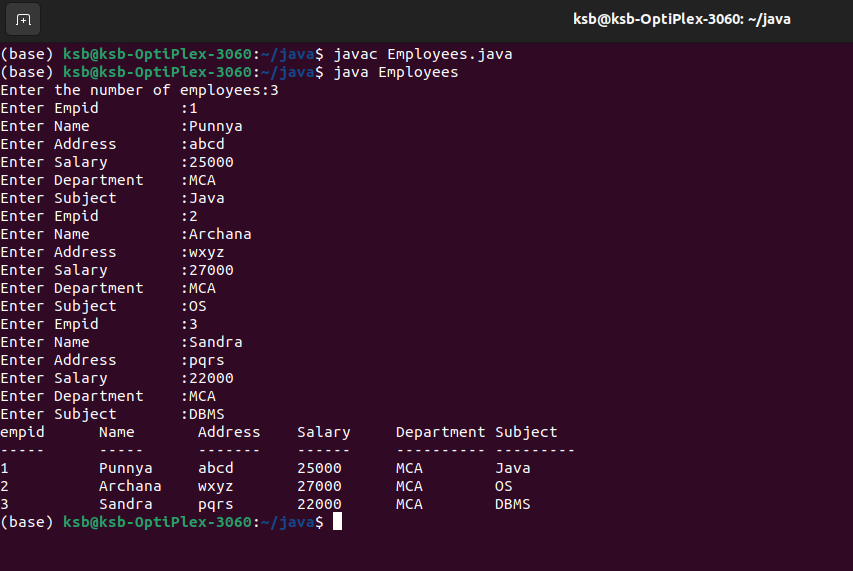 ksb@ksb-OptiPlex-3060: ~/java
(base) ksb@ksb-OptiPlex-3060:~/java$ javac Employees.java
(base) ksb@ksb-OptiPlex-3060:~/java$ java Employees
Enter the number of employees:3
Enter Empid         :1
Enter Name          :Punnya
Enter Address       :abcd
Enter Salary        :25000
Enter Department    :MCA
Enter Subject       :Java
Enter Empid         :2
Enter Name          :Archana
Enter Address       :wxyz
Enter Salary        :27000
Enter Department    :MCA
Enter Subject       :OS
Enter Empid         :3
Enter Name          :Sandra
Enter Address       :pqrs
Enter Salary        :22000
Enter Department    :MCA
Enter Subject       :DBMS
empid      Name       Address    Salary     Department Subject
-----      -----      -------    ------     ---------- ---------
1          Punnya     abcd       25000      MCA        Java
2          Archana    wxyz       27000      MCA        OS
3          Sandra     pqrs       22000      MCA        DBMS
(base) ksb@ksb-OptiPlex-3060:~/java$